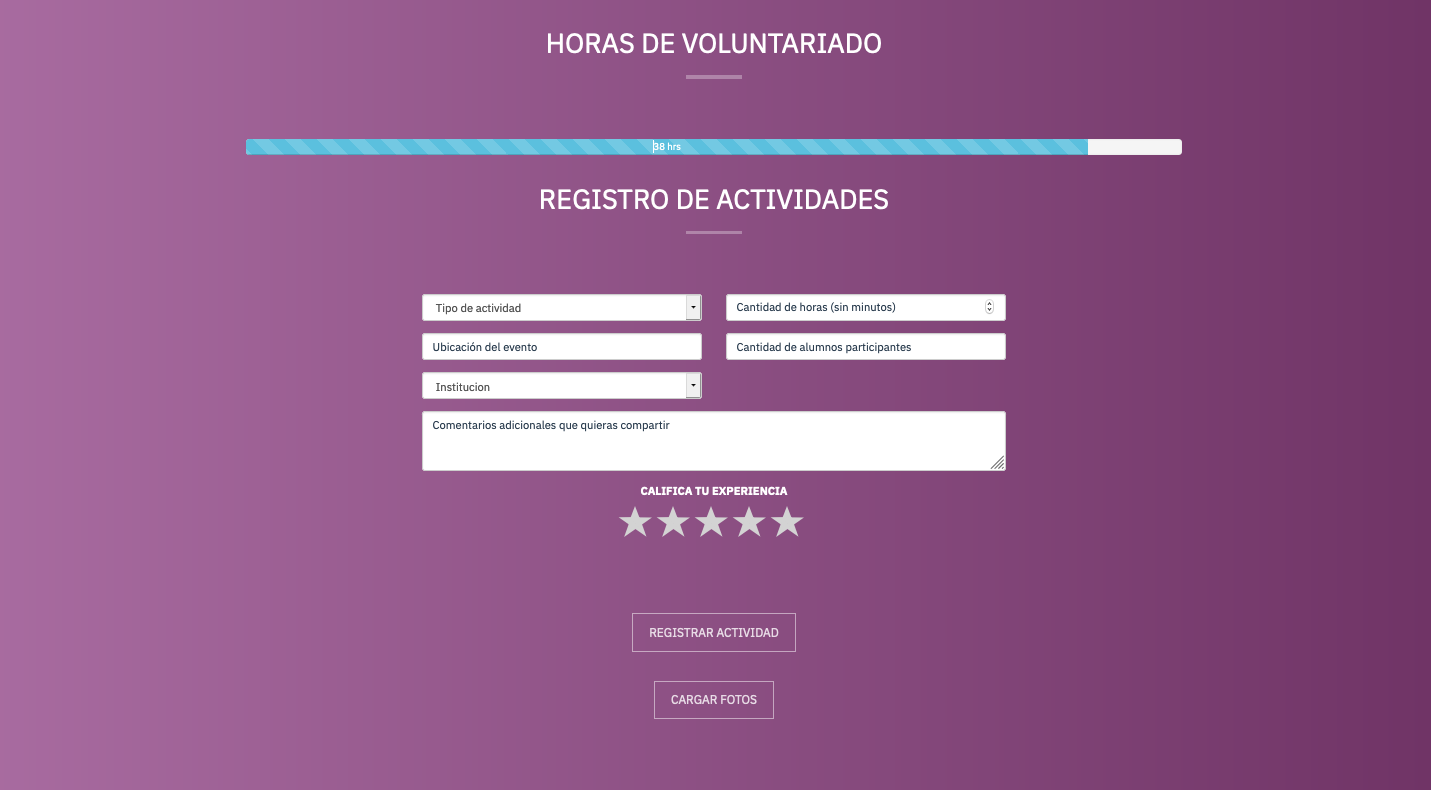 HORAS DE VOLUNTARIADO
38 hrs
REGISTRO DE ACTIVIDADES
Tipo de actividad
Cantidad de horas (sin minutos)
Ubicación del evento
Cantidad de alumnos participantes
Institucion
Comentarios adicionales que quieras compartir
CALIFICA TU EXPERIENCIA
REGISTRAR ACTIVIDAD
CARGAR FOTOS